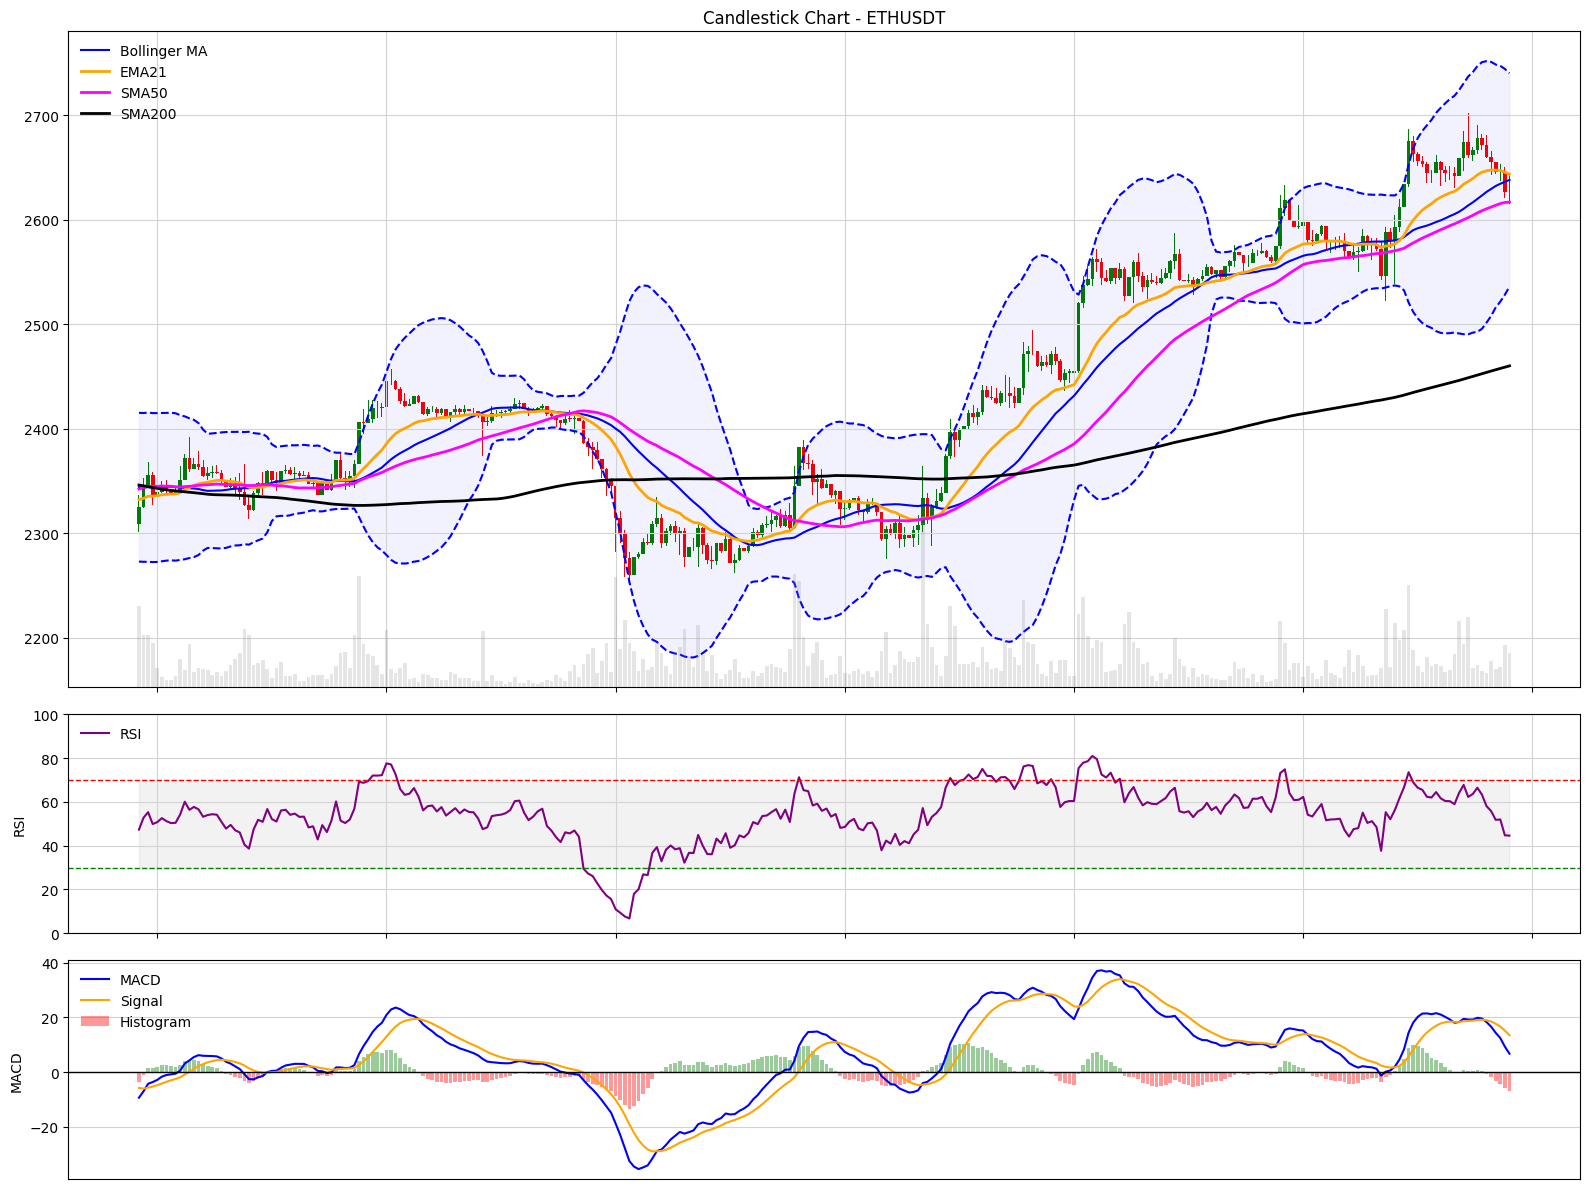 Candlestick Chart - ETHUSDT
Bollinger MA
EMA21
SMA50
SMA200
2700
2600
2500
2400
2300
2200
RSI
100
80
60
40
20
0
RSI
MACD
Signal
Histogram
40
20
0
−20
MACD